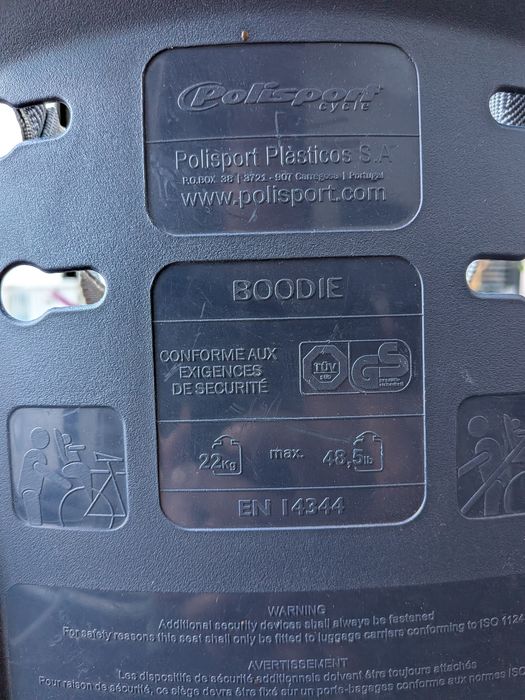 Polisport
cycle
Polisport Plàsticos S.A
P.O.BOX 38 | 3721 - 907 Carregosa | Portugal
www.polisport.com
BOODIE
CONFORME AUX
EXIGENCES
DE SECURITÉ
TÜV
SÜD
GS
22Kg
max.
48,5lb
EN 14344
WARNING
Additional security devices shall always be fastened
For safety reasons this seat shall only be fitted to luggage carriers conforming to ISO 1124
AVERTISSEMENT
Les dispositifs de sécurité additionnels doivent être toujours attachés
Pour raison de sécurité, ce siège devra être fixé sur un porte-bagages conforme aux normes ISO